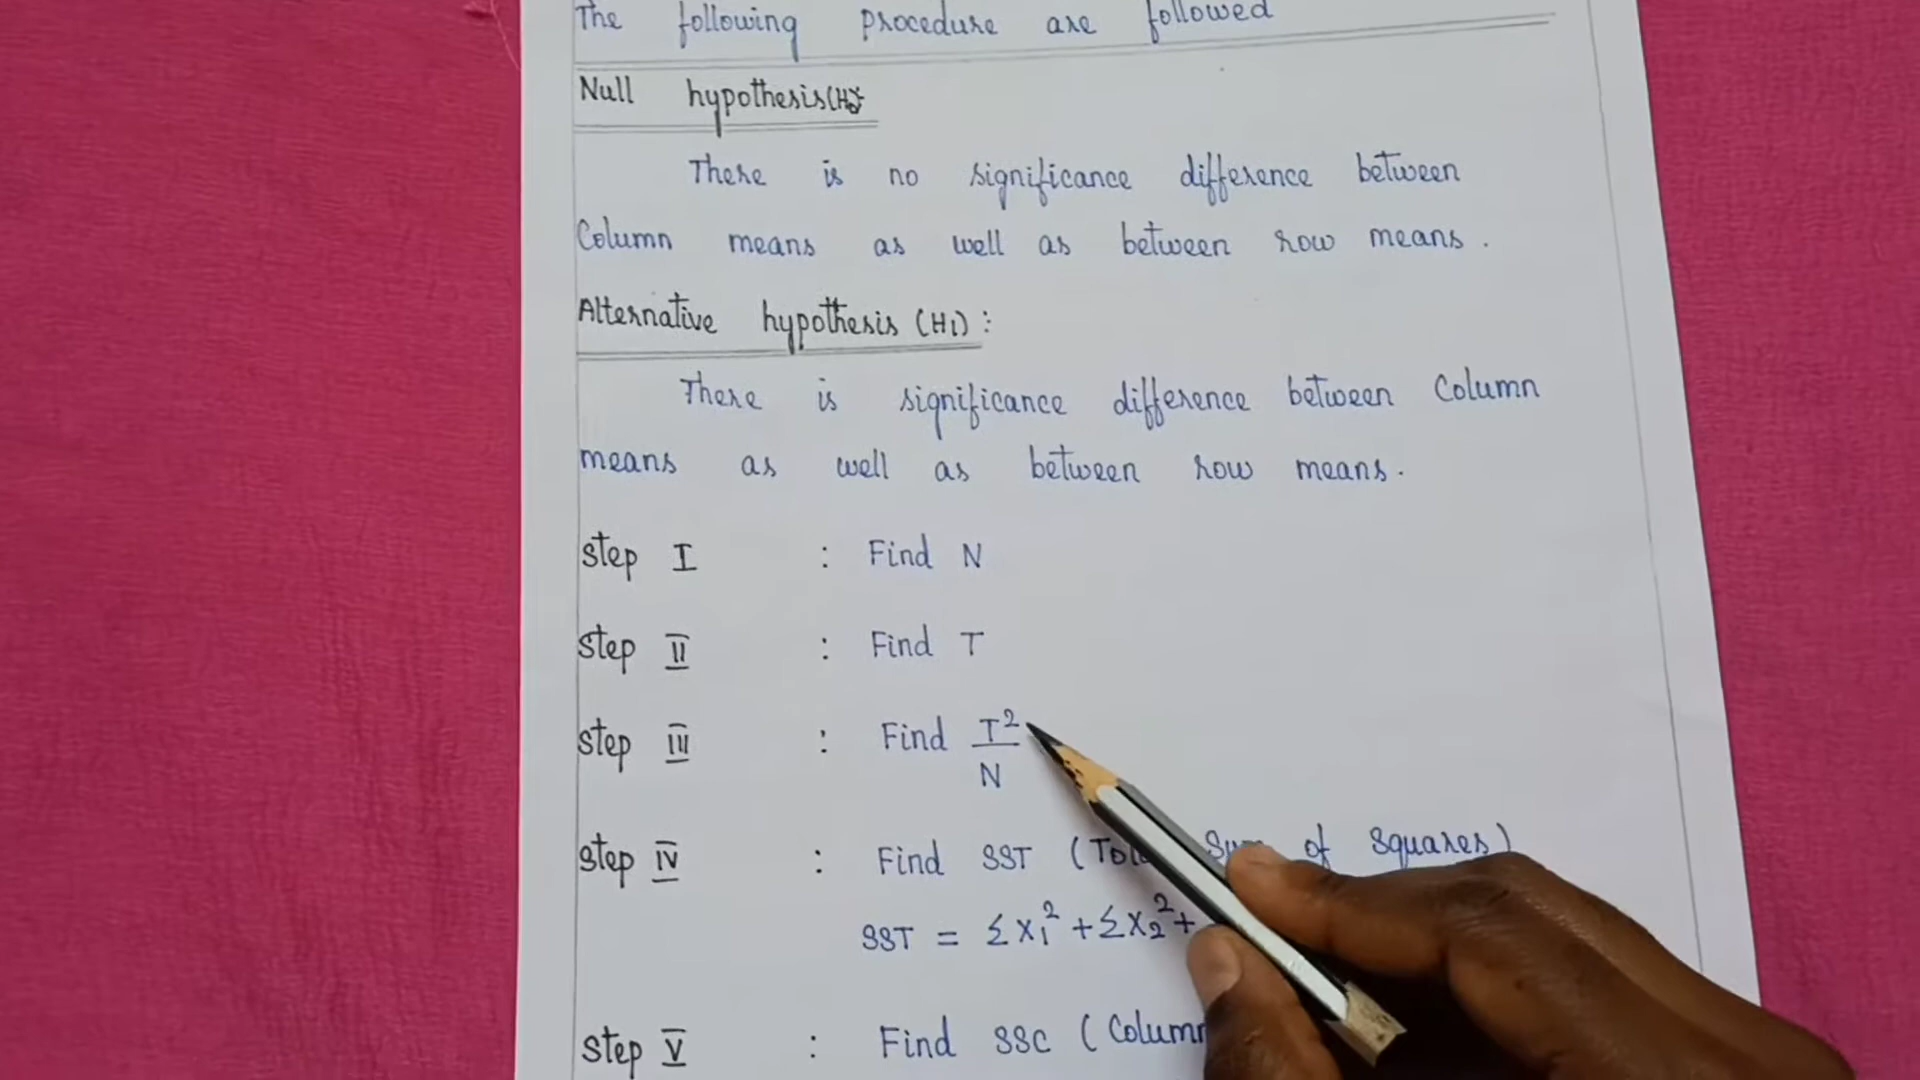 The following procedure are followed
Null hypothesis (H₀):
There is no significance difference between
Column means as well as between row means.
Alternative hypothesis (H1):
There is significance difference between Column
means as well as between row means.
Step I : Find N
Step II : Find T
Step III : Find T²/N
Step IV : Find SST ( Sum of Squares)
SST = ΣX₁² + ΣX₂² +
Step V : Find SSC (